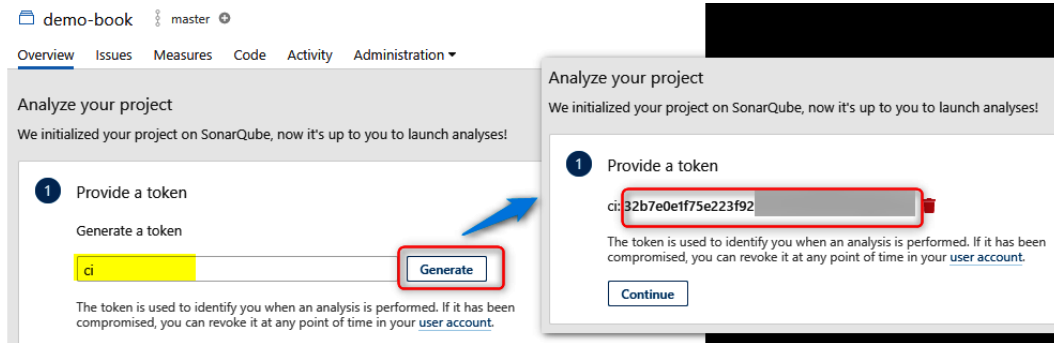 demo-book master
Overview Issues Measures Code Activity Administration
Analyze your project
We initialized your project on SonarQube, now it's up to you to launch analyses!
1 Provide a token
Generate a token
ci Generate
The token is used to identify you when an analysis is performed. If it has been
compromised, you can revoke it at any point of time in your user account.
Analyze your project
We initialized your project on SonarQube, now it's up to you to launch analyses!
1 Provide a token
ci: 32b7e0e1f75e223f92
The token is used to identify you when an analysis is performed. If it has been
compromised, you can revoke it at any point of time in your user account.
Continue